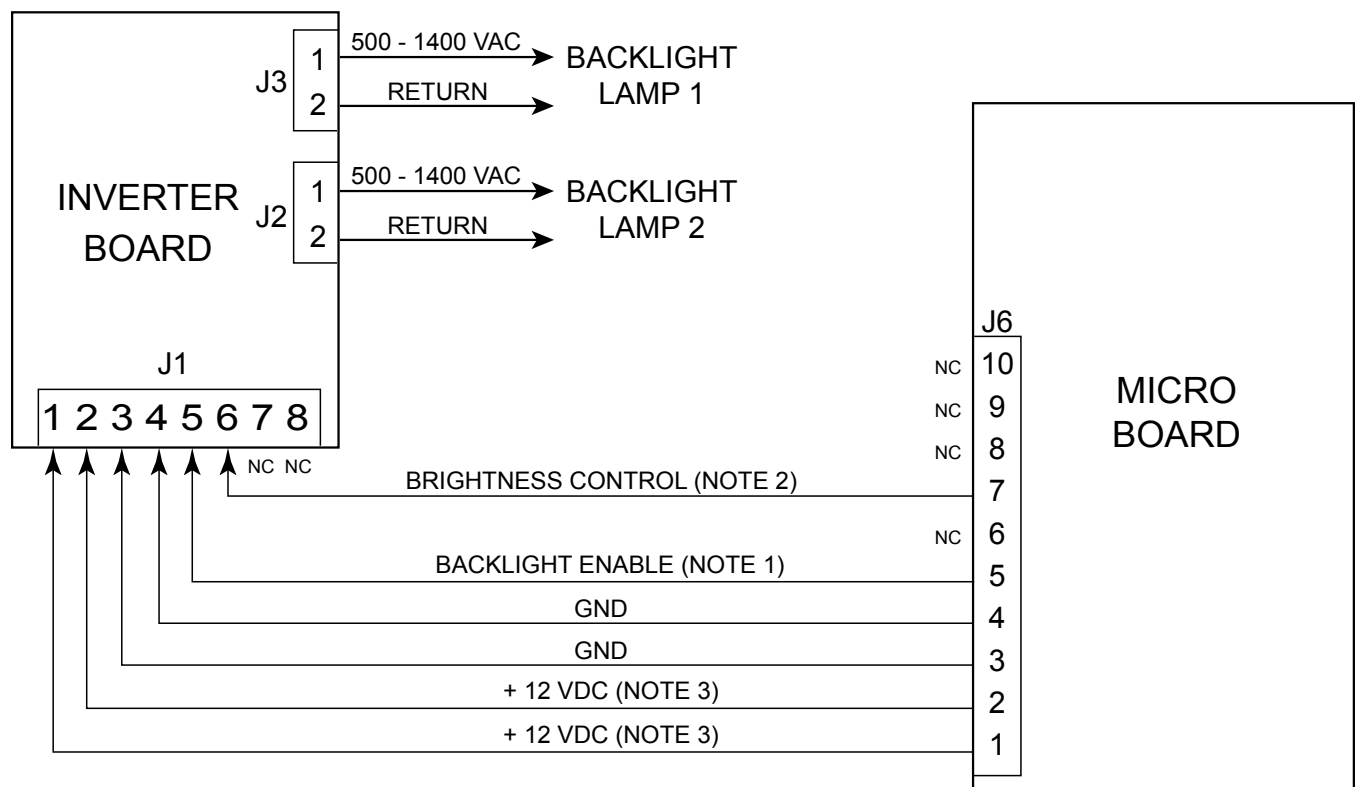 500 - 1400 VAC
J3
1
2
RETURN
BACKLIGHT
LAMP 1
INVERTER
BOARD
500 - 1400 VAC
J2
1
2
RETURN
BACKLIGHT
LAMP 2
J1
1 2 3 4 5 6 7 8
NC NC
J6
NC 10
NC 9
NC 8
7
NC 6
5
4
3
2
1
MICRO
BOARD
BRIGHTNESS CONTROL (NOTE 2)
BACKLIGHT ENABLE (NOTE 1)
GND
GND
+ 12 VDC (NOTE 3)
+ 12 VDC (NOTE 3)